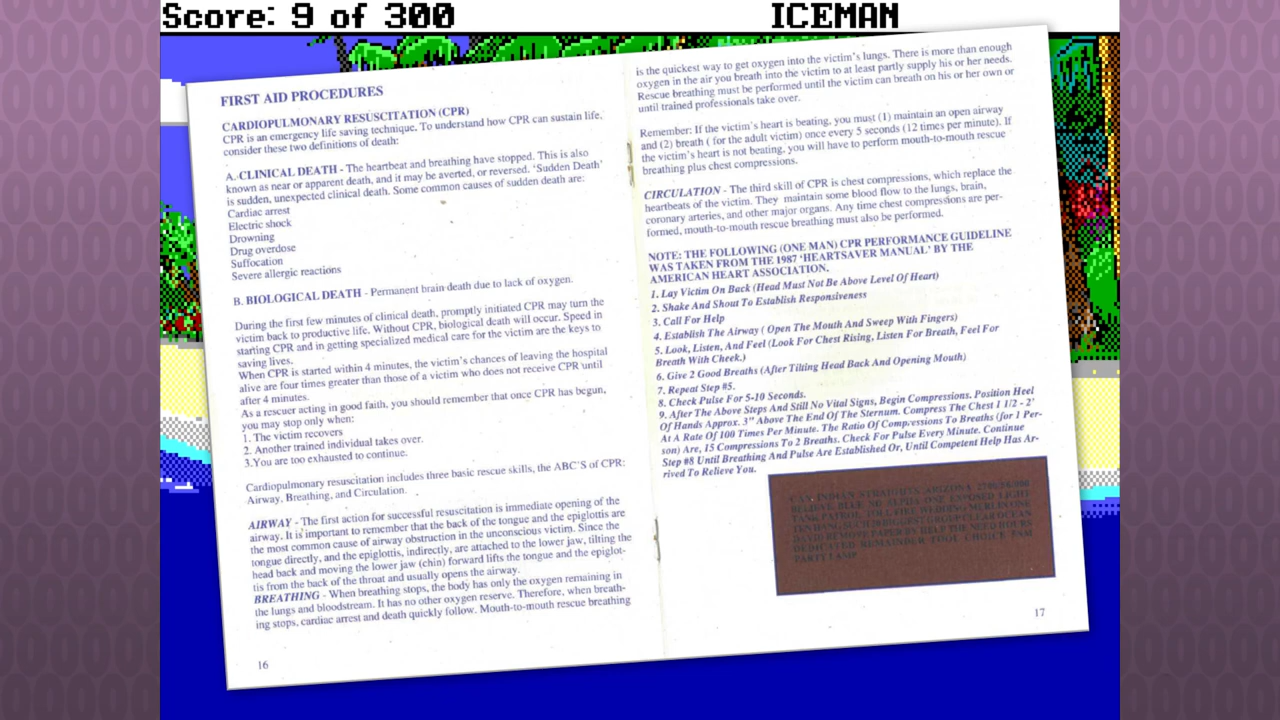 Score: 9 of 300
ICEMAN
FIRST AID PROCEDURES
CARDIOPULMONARY RESUSCITATION (CPR)
CPR is an emergency life saving technique. To understand how CPR can sustain life,
consider these two definitions of death:
A. CLINICAL DEATH - The heartbeat and breathing have stopped. This is also
known as near or apparent death, and it may be averted, or reversed. 'Sudden Death'
is sudden, unexpected clinical death. Some common causes of sudden death are:
Cardiac arrest
Electric shock
Drowning
Drug overdose
Suffocation
Severe allergic reactions
B. BIOLOGICAL DEATH - Permanent brain death due to lack of oxygen.
During the first few minutes of clinical death, promptly initiated CPR may turn the
victim back to productive life. Without CPR, biological death will occur. Speed in
starting CPR and in getting specialized medical care for the victim are the keys to
saving lives.
When CPR is started within 4 minutes, the victim's chances of leaving the hospital
alive are four times greater than those of a victim who does not receive CPR until
after 4 minutes.
As a rescuer acting in good faith, you should remember that once CPR has begun,
you may stop only when:
1. The victim recovers
2. Another trained individual takes over.
3.You are too exhausted to continue.
Cardiopulmonary resuscitation includes three basic rescue skills, the ABC'S of CPR:
Airway, Breathing, and Circulation.
AIRWAY - The first action for successful resuscitation is immediate opening of the
airway. It is important to remember that the back of the tongue and the epiglottis are
the most common cause of airway obstruction in the unconscious victim. Since the
tongue directly, and the epiglottis, indirectly, are attached to the lower jaw, tilting the
head back and moving the lower jaw (chin) forward lifts the tongue and the epiglot-
tis from the back of the throat and usually opens the airway.
BREATHING - When breathing stops, the body has only the oxygen remaining in
the lungs and bloodstream. It has no other oxygen reserve. Therefore, when breath-
ing stops, cardiac arrest and death quickly follow. Mouth-to-mouth rescue breathing
16
is the quickest way to get oxygen into the victim's lungs. There is more than enough
oxygen in the air you breath into the victim to at least partly supply his or her needs.
Rescue breathing must be performed until the victim can breath on his or her own or
until trained professionals take over.
Remember: If the victim's heart is beating, you must (1) maintain an open airway
and (2) breath ( for the adult victim) once every 5 seconds (12 times per minute). If
the victim's heart is not beating, you will have to perform mouth-to-mouth rescue
breathing plus chest compressions.
CIRCULATION - The third skill of CPR is chest compressions, which replace the
heartbeats of the victim. They maintain some blood flow to the lungs, brain,
coronary arteries, and other major organs. Any time chest compressions are per-
formed, mouth-to-mouth rescue breathing must also be performed.
NOTE: THE FOLLOWING (ONE MAN) CPR PERFORMANCE GUIDELINE
WAS TAKEN FROM THE 1987 'HEARTSAVER MANUAL' BY THE
AMERICAN HEART ASSOCIATION.
1. Lay Victim On Back (Head Must Not Be Above Level Of Heart)
2. Shake And Shout To Establish Responsiveness
3. Call For Help
4. Establish The Airway ( Open The Mouth And Sweep With Fingers)
5. Look, Listen, And Feel (Look For Chest Rising, Listen For Breath, Feel For
Breath With Cheek.)
6. Give 2 Good Breaths (After Tilting Head Back And Opening Mouth)
7. Repeat Step #5.
8. Check Pulse For 5-10 Seconds.
9. After The Above Steps And Still No Vital Signs, Begin Compressions. Position Heel
Of Hands Approx. 3" Above The End Of The Sternum. Compress The Chest 1 1/2 - 2'
At A Rate Of 100 Times Per Minute. The Ratio Of Compressions To Breaths (for 1 Per-
son) Are, 15 Compressions To 2 Breaths. Check For Pulse Every Minute. Continue
Step #8 Until Breathing And Pulse Are Established Or, Until Competent Help Has Ar-
rived To Relieve You.
INDIAN ARIZONA
BLUE ONE EXPOSED LIGHT
TANK PATROL WEDDING MERLIN ONE
SUCH BIGGEST GROUP CLEAR OCEAN
DAVID REMOTE PAPER HELP THE NEED HOURS
DEDICATED REMAINDER TOOL CHOICE
PARTY LAMP
17